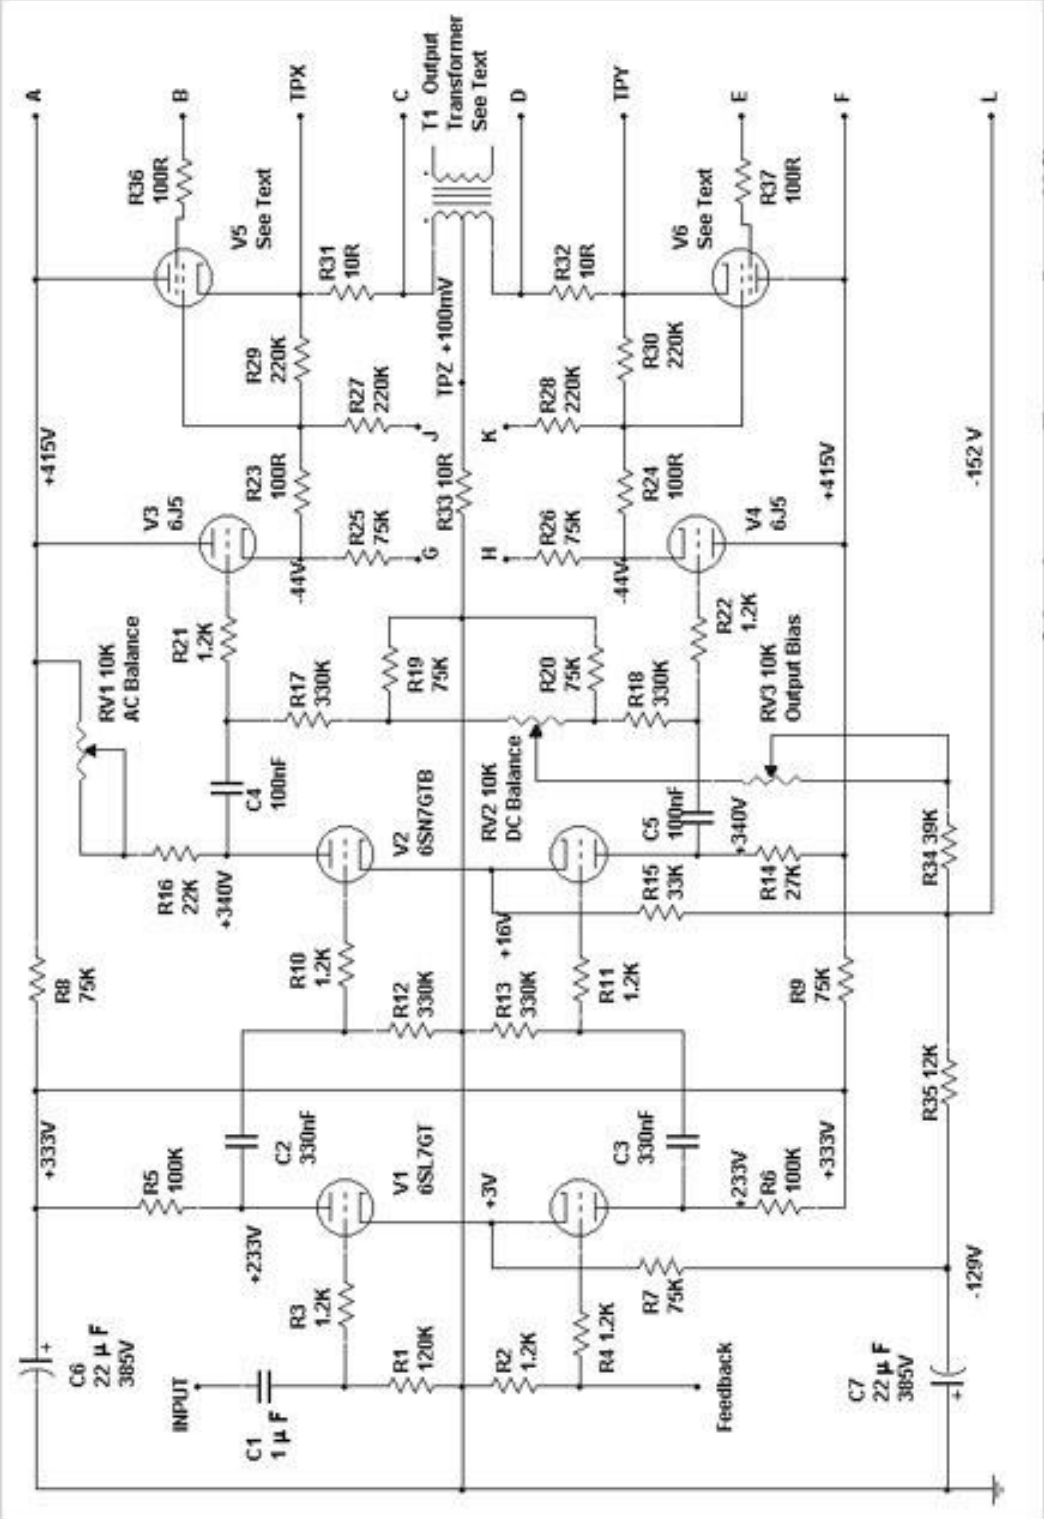 INPUT
C1
1 μ F
C6
22 μ F
385V
R3
1.2K
R1
120K
R2
1.2K
R4 1.2K
Feedback
C7
22 μ F
385V
+333V
R5
100K
+233V
C2
330nF
V1
6SL7GT
+3V
C3
330nF
+233V
R6
100K
+333V
R7
75K
-129V
R8
75K
R10
1.2K
R12
330K
R13
330K
R11
1.2K
R9
75K
R35 12K
R16
22K
+340V
RV1 10K
AC Balance
C4
100nF
V2
6SN7GTB
+16V
RV2 10K
DC Balance
C5
100nF
+340V
R15
33K
R14
27K
R34 39K
R21
1.2K
R17
330K
R19
75K
R20
75K
R18
330K
R22
1.2K
RV3 10K
Output Bias
+415V
V3
6J5
-44V
R23
100R
R25
75K
G
R33 10R
H
R26
75K
R24
100R
-44V
V4
6J5
+415V
-152 V
R29
220K
R27
220K
J
K
R28
220K
R30
220K
TPZ +100mV
V5
See Text
R31
10R
R32
10R
V6
See Text
R36
100R
R37
100R
T1 Output
Transformer
See Text
A
B
TPX
C
D
TPY
E
F
L